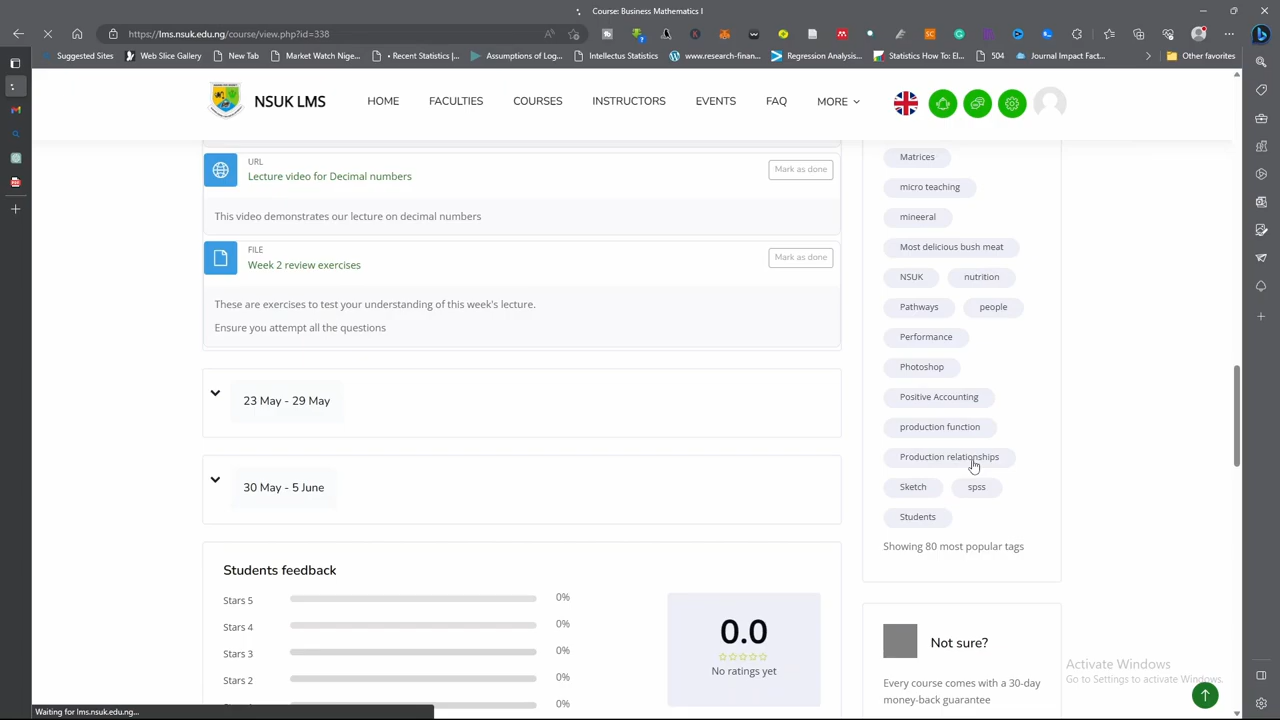 Course: Business Mathematics I
https://lms.nsuk.edu.ng/course/view.php?id=338
Suggested Sites
Web Slice Gallery
New Tab
Market Watch Nige...
• Recent Statistics |...
Assumptions of Log...
Intellectus Statistics
www.research-finan...
Regression Analysis...
Statistics How To: El...
504
Journal Impact Fact...
Other favorites
NSUK LMS
HOME
FACULTIES
COURSES
INSTRUCTORS
EVENTS
FAQ
MORE
URL
Lecture video for Decimal numbers
Mark as done
This video demonstrates our lecture on decimal numbers
FILE
Week 2 review exercises
Mark as done
These are exercises to test your understanding of this week's lecture.
Ensure you attempt all the questions
23 May - 29 May
30 May - 5 June
Students feedback
Stars 5
0%
Stars 4
0%
Stars 3
0%
Stars 2
0%
0%
0.0
No ratings yet
Matrices
micro teaching
mineeral
Most delicious bush meat
NSUK
nutrition
Pathways
people
Performance
Photoshop
Positive Accounting
production function
Production relationships
Sketch
spss
Students
Showing 80 most popular tags
Not sure?
Every course comes with a 30-day
money-back guarantee
Activate Windows
Go to Settings to activate Windows.
Waiting for lms.nsuk.edu.ng...